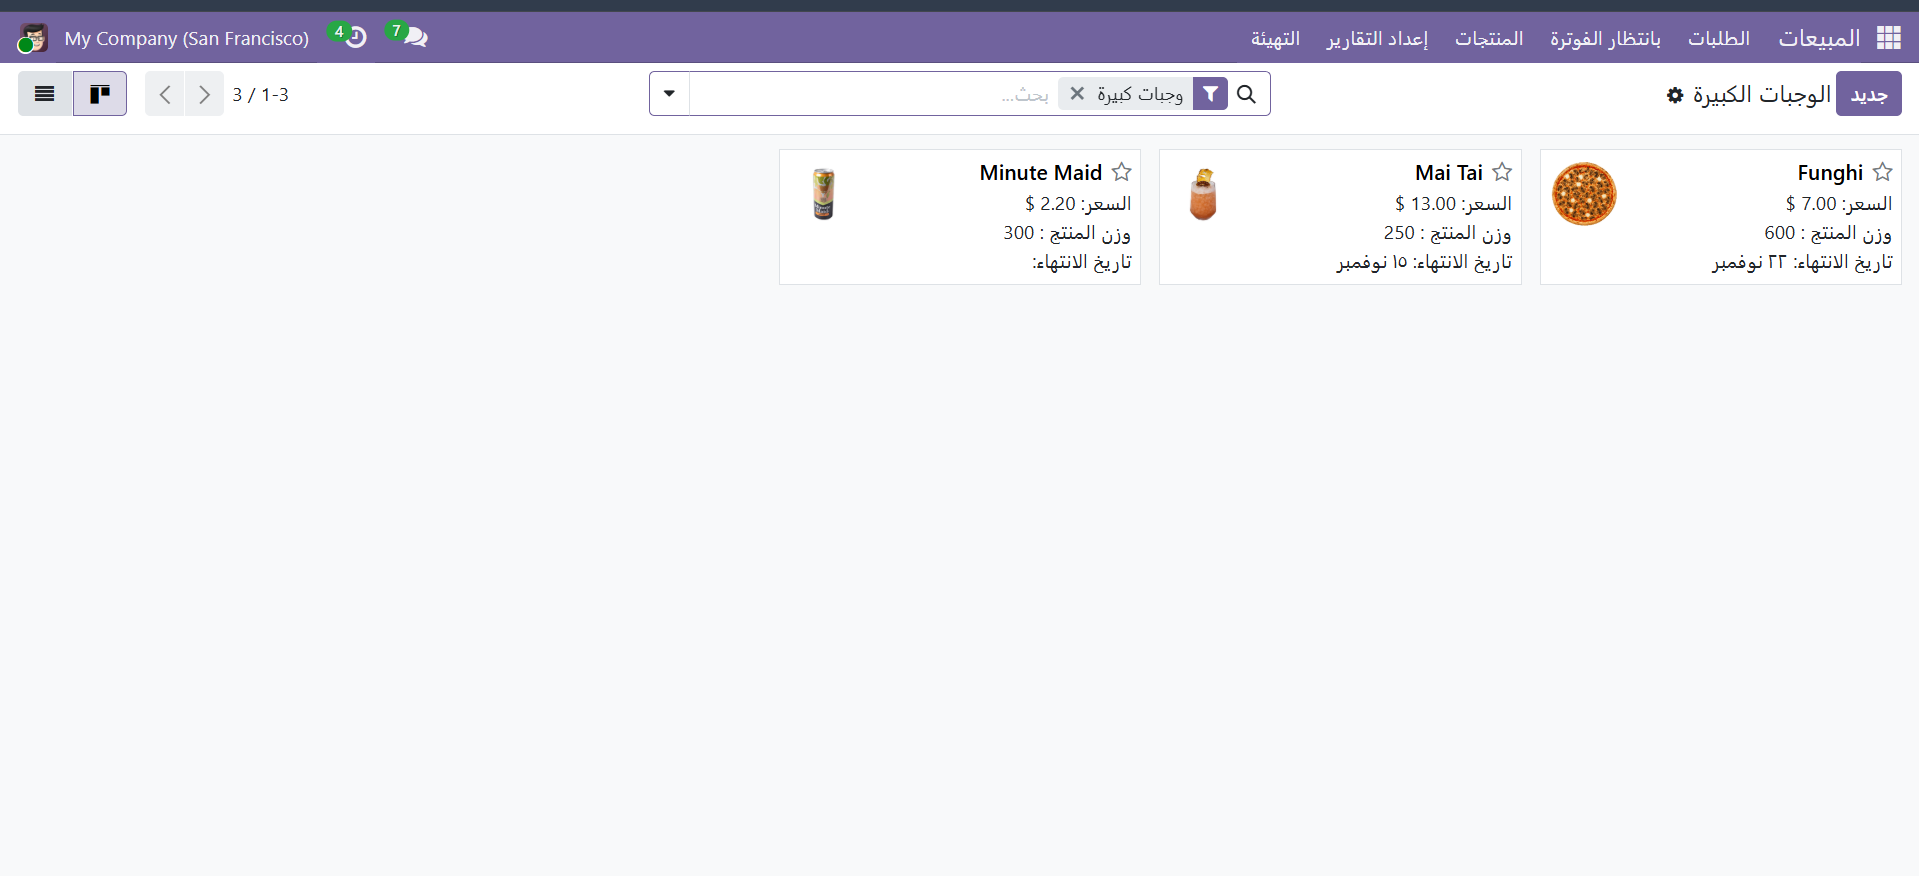 المبيعات الطلبات بانتظار الفوترة المنتجات إعداد التقارير التهيئة 7 4 My Company (San Francisco)
جديد الوجبات الكبيرة وجبات كبيرة بحث... 1-3 / 3
Funghi
السعر: 7.00 $
وزن المنتج : 600
تاريخ الانتهاء: ٢٢ نوفمبر
Mai Tai
السعر: 13.00 $
وزن المنتج : 250
تاريخ الانتهاء: ١٥ نوفمبر
Minute Maid
السعر: 2.20 $
وزن المنتج : 300
تاريخ الانتهاء: